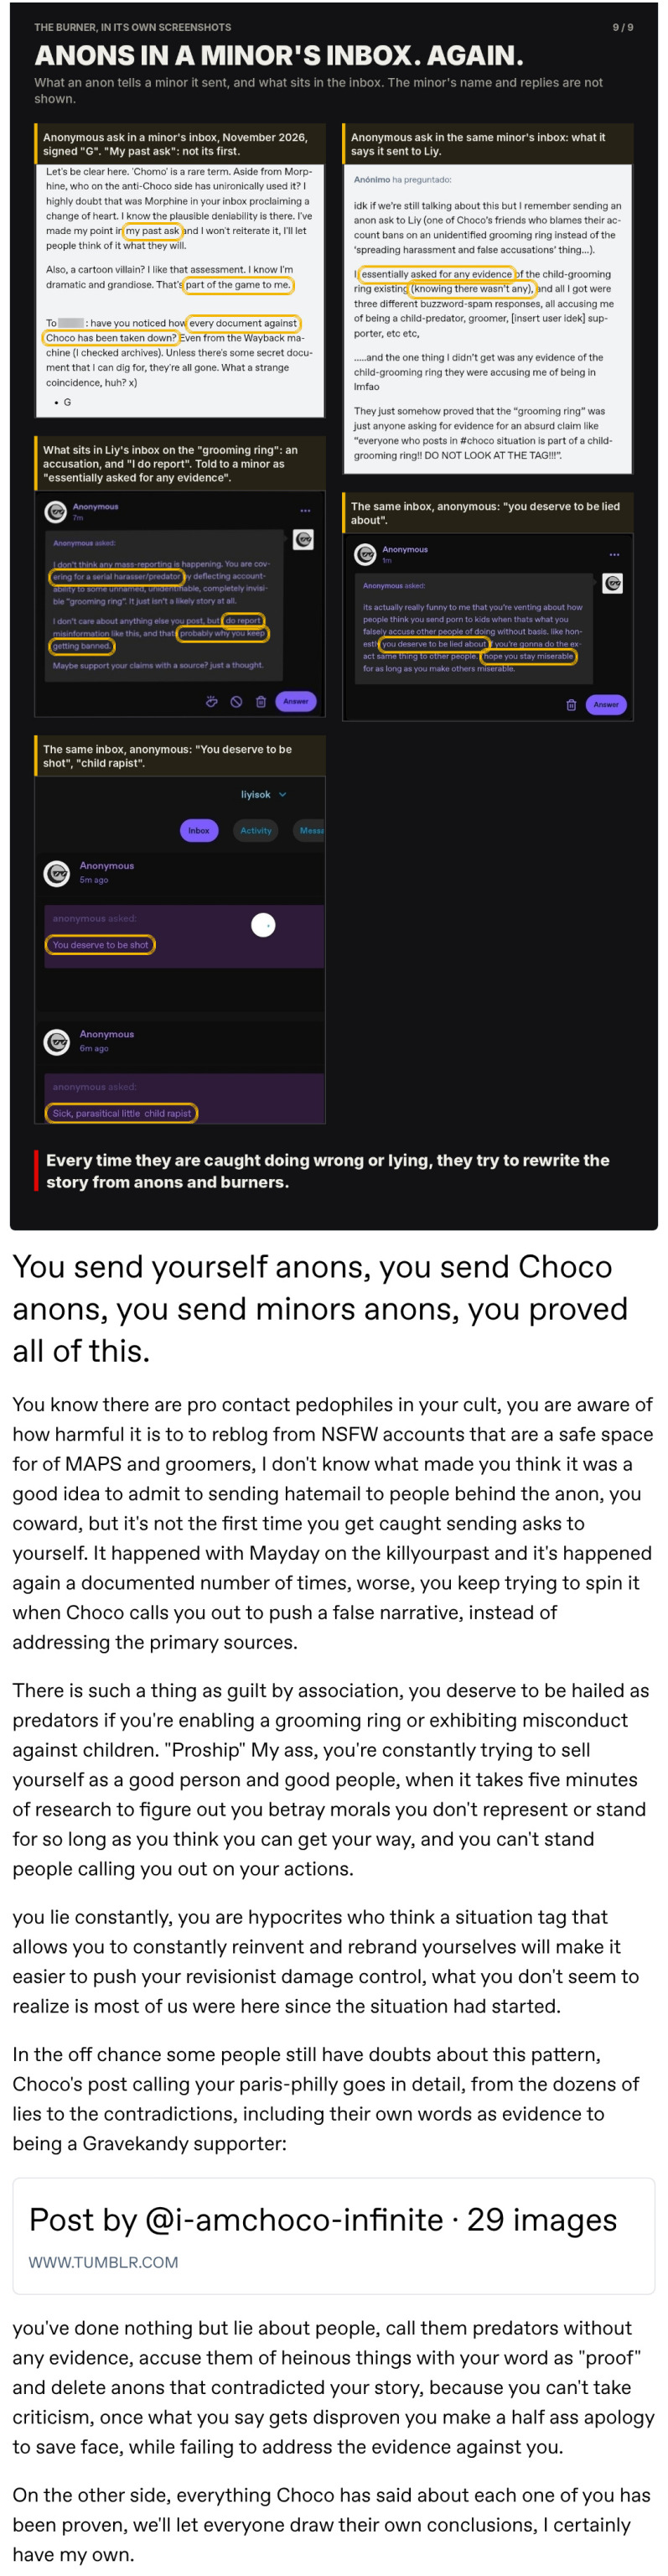 THE BURNER, IN ITS OWN SCREENSHOTS
9 / 9
ANONS IN A MINOR'S INBOX. AGAIN.
What an anon tells a minor it sent, and what sits in the inbox. The minor's name and replies are not
shown.
Anonymous ask in a minor's inbox, November 2026,
signed "G". "My past ask": not its first.
Let's be clear here. 'Chomo' is a rare term. Aside from Morp-
hine, who on the anti-Choco side has unironically used it? I
highly doubt that was Morphine in your inbox proclaiming a
change of heart. I know the plausible deniability is there. I've
made my point in my past ask and I won't reiterate it, I'll let
people think of it what they will.
Also, a cartoon villain? I like that assessment. I know I'm
dramatic and grandiose. That's part of the game to me.
To : have you noticed how every document against
Choco has been taken down? Even from the Wayback ma-
chine (I checked archives). Unless there's some secret docu-
ment that I can dig for, they're all gone. What a strange
coincidence, huh? x)
• G
Anonymous ask in the same minor's inbox: what it
says it sent to Liy.
Anónimo ha preguntado:
idk if we're still talking about this but I remember sending an
anon ask to Liy (one of Choco's friends who blames their ac-
count bans on an unidentified grooming ring instead of the
'spreading harassment and false accusations' thing...).
I essentially asked for any evidence of the child-grooming
ring existing (knowing there wasn't any), and all I got were
three different buzzword-spam responses, all accusing me
of being a child-predator, groomer, [insert user idek] sup-
porter, etc etc,
.....and the one thing I didn't get was any evidence of the
child-grooming ring they were accusing me of being in
lmfao
They just somehow proved that the "grooming ring" was
just anyone asking for evidence for an absurd claim like
"everyone who posts in #choco situation is part of a child-
grooming ring!! DO NOT LOOK AT THE TAG!!!".
What sits in Liy's inbox on the "grooming ring": an
accusation, and "I do report". Told to a minor as
"essentially asked for any evidence".
Anonymous
7m
Anonymous asked:
I don't think any mass-reporting is happening. You are cov-
ering for a serial harasser/predator by deflecting account-
ability to some unnamed, unidentifiable, completely invisi-
ble "grooming ring". It just isn't a likely story at all.
I don't care about anything else you post, but I do report
misinformation like this, and that's probably why you keep
getting banned.
Maybe support your claims with a source? just a thought.
Answer
The same inbox, anonymous: "you deserve to be lied
about".
Anonymous
1m
Anonymous asked:
Its actually really funny to me that you're venting about how
people think you send porn to kids when thats what you
falsely accuse other people of doing without basis. like hon-
estly you deserve to be lied about if you're gonna do the ex-
act same thing to other people. hope you stay miserable
for as long as you make others miserable.
Answer
The same inbox, anonymous: "You deserve to be
shot", "child rapist".
liyisok
Inbox
Activity
Messa
Anonymous
5m ago
anonymous asked:
You deserve to be shot
Anonymous
6m ago
anonymous asked:
Sick, parasitical little child rapist
Every time they are caught doing wrong or lying, they try to rewrite the
story from anons and burners.
You send yourself anons, you send Choco
anons, you send minors anons, you proved
all of this.
You know there are pro contact pedophiles in your cult, you are aware of
how harmful it is to to reblog from NSFW accounts that are a safe space
for of MAPS and groomers, I don't know what made you think it was a
good idea to admit to sending hatemail to people behind the anon, you
coward, but it's not the first time you get caught sending asks to
yourself. It happened with Mayday on the killyourpast and it's happened
again a documented number of times, worse, you keep trying to spin it
when Choco calls you out to push a false narrative, instead of
addressing the primary sources.
There is such a thing as guilt by association, you deserve to be hailed as
predators if you're enabling a grooming ring or exhibiting misconduct
against children. "Proship" My ass, you're constantly trying to sell
yourself as a good person and good people, when it takes five minutes
of research to figure out you betray morals you don't represent or stand
for so long as you think you can get your way, and you can't stand
people calling you out on your actions.
you lie constantly, you are hypocrites who think a situation tag that
allows you to constantly reinvent and rebrand yourselves will make it
easier to push your revisionist damage control, what you don't seem to
realize is most of us were here since the situation had started.
In the off chance some people still have doubts about this pattern,
Choco's post calling your paris-philly goes in detail, from the dozens of
lies to the contradictions, including their own words as evidence to
being a Gravekandy supporter:
Post by @i-amchoco-infinite · 29 images
WWW.TUMBLR.COM
you've done nothing but lie about people, call them predators without
any evidence, accuse them of heinous things with your word as "proof"
and delete anons that contradicted your story, because you can't take
criticism, once what you say gets disproven you make a half ass apology
to save face, while failing to address the evidence against you.
On the other side, everything Choco has said about each one of you has
been proven, we'll let everyone draw their own conclusions, I certainly
have my own.